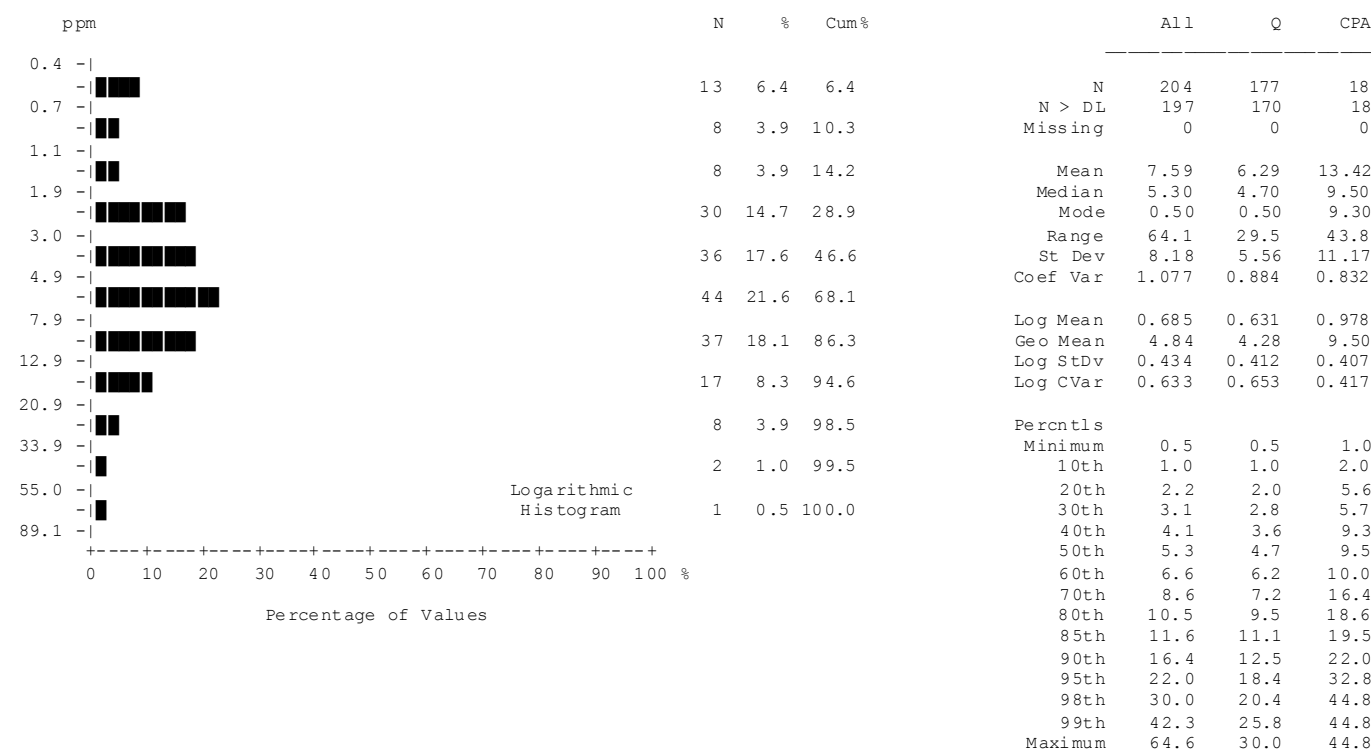 ppm N % Cum% All Q CPA
0.4 -|
-| 13 6.4 6.4 N 204 177 18
0.7 -| N > DL 197 170 18
-| 8 3.9 10.3 Missing 0 0 0
1.1 -|
-| 8 3.9 14.2 Mean 7.59 6.29 13.42
1.9 -| Median 5.30 4.70 9.50
-| 30 14.7 28.9 Mode 0.50 0.50 9.30
3.0 -| Range 64.1 29.5 43.8
-| 36 17.6 46.6 St Dev 8.18 5.56 11.17
4.9 -| Coef Var 1.077 0.884 0.832
-| 44 21.6 68.1
7.9 -| Log Mean 0.685 0.631 0.978
-| 37 18.1 86.3 Geo Mean 4.84 4.28 9.50
12.9 -| Log StDv 0.434 0.412 0.407
-| 17 8.3 94.6 Log CVar 0.633 0.653 0.417
20.9 -|
-| 8 3.9 98.5 Percntls
33.9 -| Minimum 0.5 0.5 1.0
-| 2 1.0 99.5 10th 1.0 1.0 2.0
55.0 -| Logarithmic 20th 2.2 2.0 5.6
-| Histogram 1 0.5 100.0 30th 3.1 2.8 5.7
89.1 -| 40th 4.1 3.6 9.3
+----+----+----+----+----+----+----+----+----+----+ 50th 5.3 4.7 9.5
0 10 20 30 40 50 60 70 80 90 100 % 60th 6.6 6.2 10.0
70th 8.6 7.2 16.4
Percentage of Values 80th 10.5 9.5 18.6
85th 11.6 11.1 19.5
90th 16.4 12.5 22.0
95th 22.0 18.4 32.8
98th 30.0 20.4 44.8
99th 42.3 25.8 44.8
Maximum 64.6 30.0 44.8